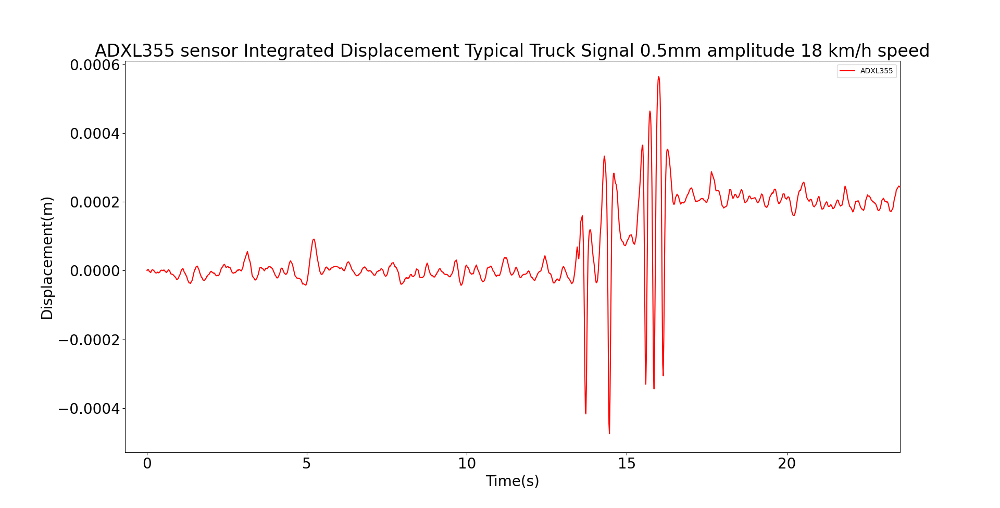 ADXL355 sensor Integrated Displacement Typical Truck Signal 0.5mm amplitude 18 km/h speed
ADXL355
0.0006
0.0004
0.0002
0.0000
−0.0002
−0.0004
Displacement(m)
0 5 10 15 20
Time(s)